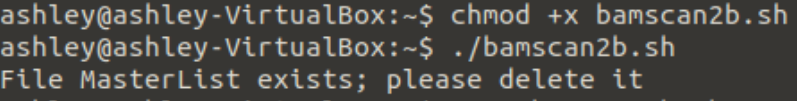 ashley@ashley-VirtualBox:~$ chmod +x bamscan2b.sh
ashley@ashley-VirtualBox:~$ ./bamscan2b.sh
File MasterList exists; please delete it